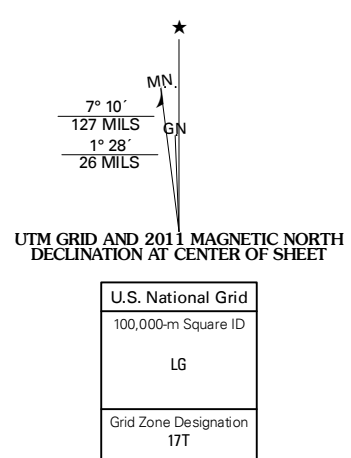 ★
M.N.
7° 10´
127 MILS
GN
1° 28´
26 MILS
UTM GRID AND 2011 MAGNETIC NORTH
DECLINATION AT CENTER OF SHEET
U.S. National Grid
100,000-m Square ID
LG
Grid Zone Designation
17T